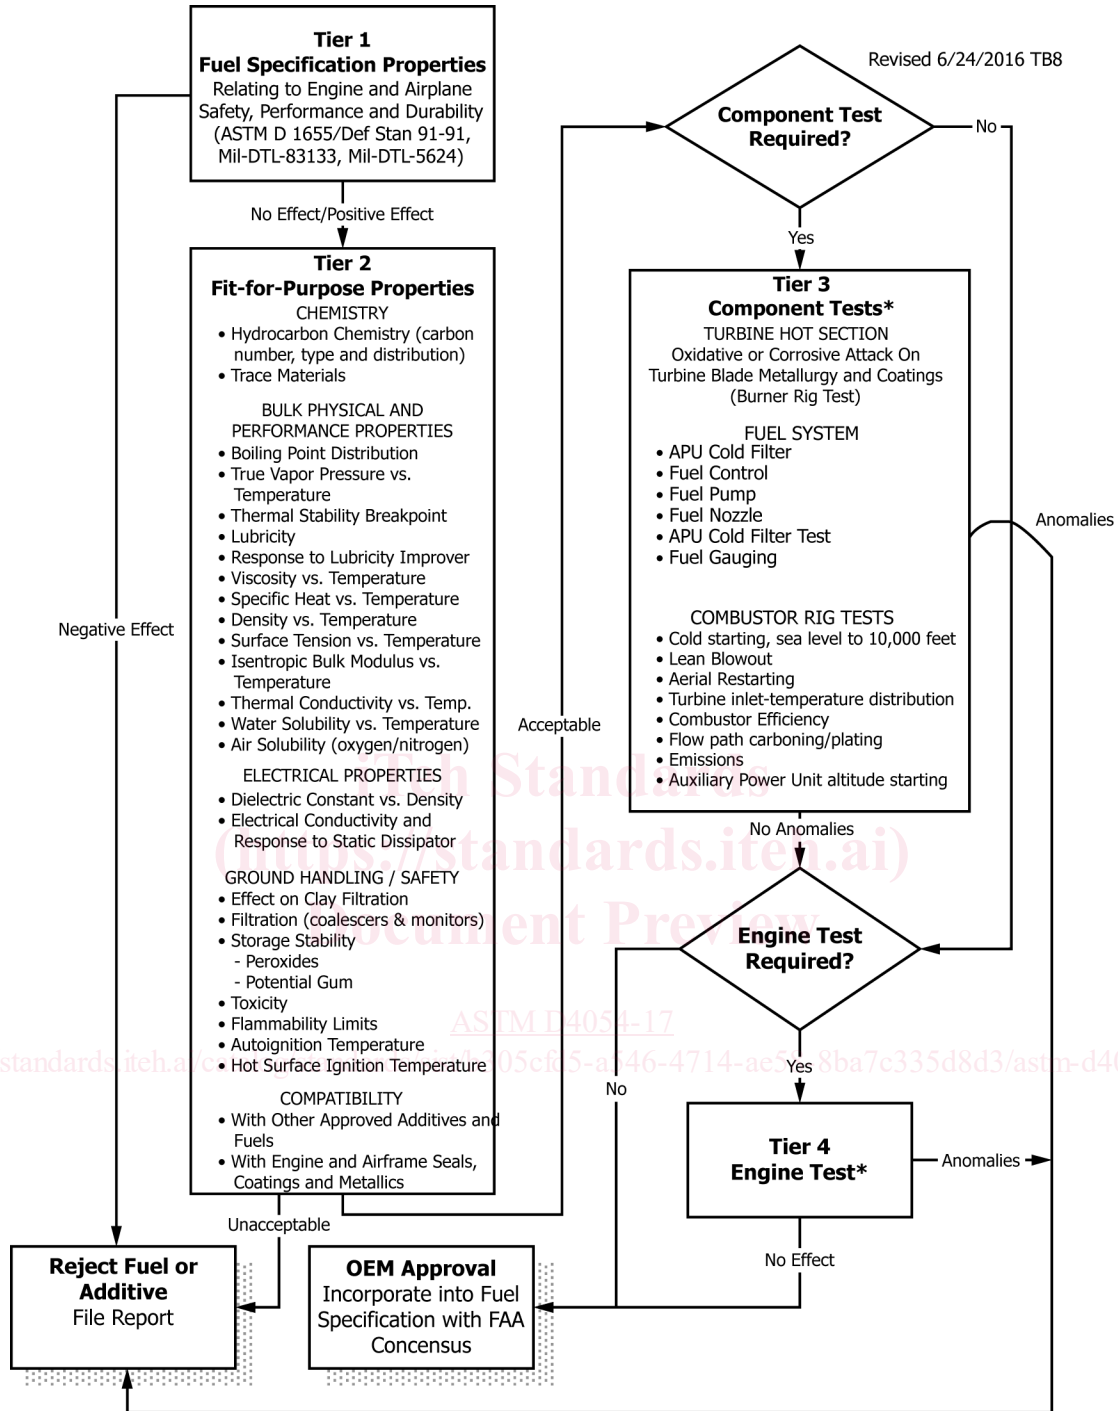 Tier 1
Fuel Specification Properties
Relating to Engine and Airplane
Safety, Performance and Durability
(ASTM D 1655/Def Stan 91-91,
Mil-DTL-83133, Mil-DTL-5624)
No Effect/Positive Effect
Negative Effect
Tier 2
Fit-for-Purpose Properties
CHEMISTRY
• Hydrocarbon Chemistry (carbon
number, type and distribution)
• Trace Materials
BULK PHYSICAL AND
PERFORMANCE PROPERTIES
• Boiling Point Distribution
• True Vapor Pressure vs.
Temperature
• Thermal Stability Breakpoint
• Lubricity
• Response to Lubricity Improver
• Viscosity vs. Temperature
• Specific Heat vs. Temperature
• Density vs. Temperature
• Surface Tension vs. Temperature
• Isentropic Bulk Modulus vs.
Temperature
• Thermal Conductivity vs. Temp.
• Water Solubility vs. Temperature
• Air Solubility (oxygen/nitrogen)
ELECTRICAL PROPERTIES
• Dielectric Constant vs. Density
• Electrical Conductivity and
Response to Static Dissipator
GROUND HANDLING / SAFETY
• Effect on Clay Filtration
• Filtration (coalescers & monitors)
• Storage Stability
- Peroxides
- Potential Gum
• Toxicity
• Flammability Limits
• Autoignition Temperature
• Hot Surface Ignition Temperature
COMPATIBILITY
• With Other Approved Additives and
Fuels
• With Engine and Airframe Seals,
Coatings and Metallics
Unacceptable
Acceptable
Reject Fuel or
Additive
File Report
Revised 6/24/2016 TB8
Component Test
Required?
No
Yes
Tier 3
Component Tests*
TURBINE HOT SECTION
Oxidative or Corrosive Attack On
Turbine Blade Metallurgy and Coatings
(Burner Rig Test)
FUEL SYSTEM
• APU Cold Filter
• Fuel Control
• Fuel Pump
• Fuel Nozzle
• APU Cold Filter Test
• Fuel Gauging
COMBUSTOR RIG TESTS
• Cold starting, sea level to 10,000 feet
• Lean Blowout
• Aerial Restarting
• Turbine inlet-temperature distribution
• Combustor Efficiency
• Flow path carboning/plating
• Emissions
• Auxiliary Power Unit altitude starting
Anomalies
No Anomalies
Engine Test
Required?
No
Yes
Tier 4
Engine Test*
Anomalies
No Effect
OEM Approval
Incorporate into Fuel
Specification with FAA
Concensus
iTeh Standards
(https://standards.iteh.ai)
Document Preview
ASTM D4054-17